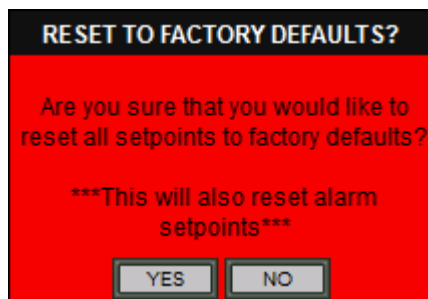 RESET TO FACTORY DEFAULTS?
Are you sure that you would like to
reset all setpoints to factory defaults?
***This will also reset alarm
setpoints***
YES NO